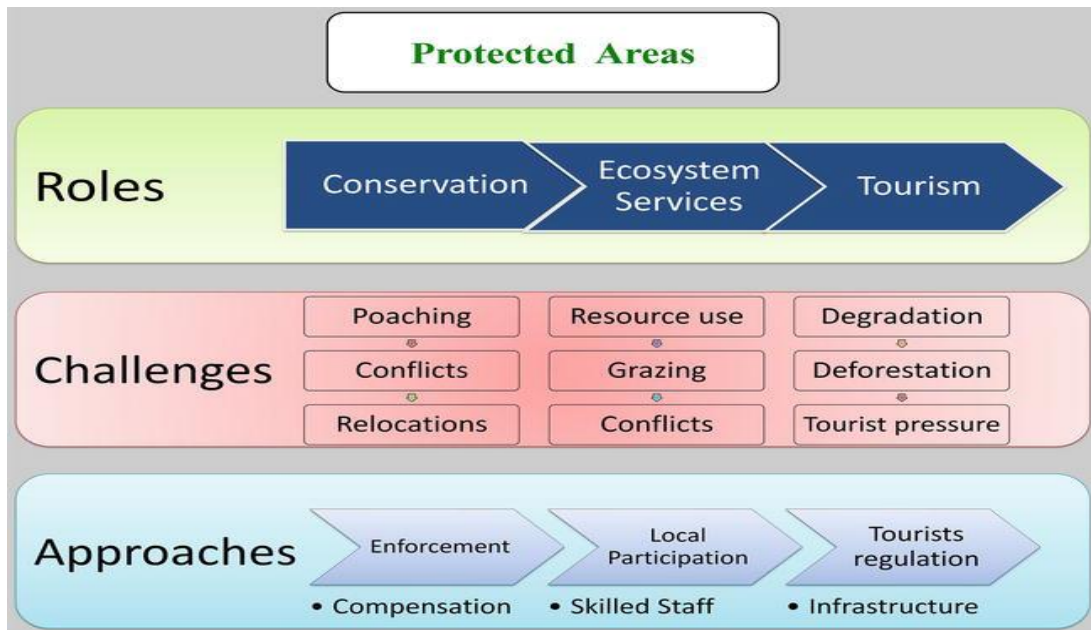 Protected Areas
Roles
Conservation
Ecosystem
Services
Tourism
Challenges
Poaching
Conflicts
Relocations
Resource use
Grazing
Conflicts
Degradation
Deforestation
Tourist pressure
Approaches
Enforcement
Local
Participation
Tourists
regulation
• Compensation
• Skilled Staff
• Infrastructure